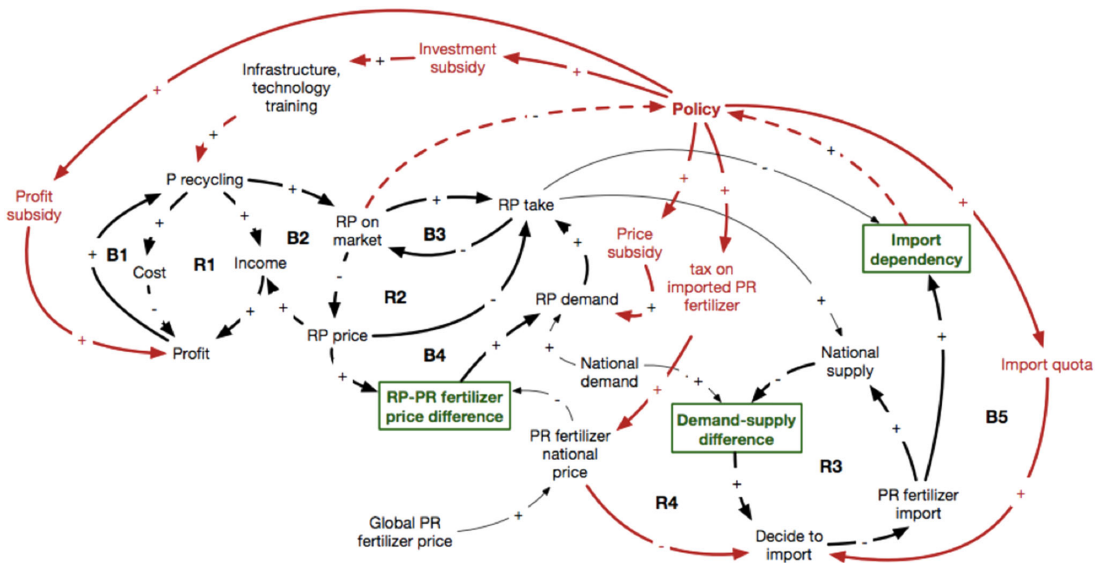 Investment
subsidy
Infrastructure,
technology
training
Policy
P recycling
Profit
subsidy
RP on
market
RP take
B1
B2
B3
R1
Cost
Income
Price
subsidy
tax on
imported PR
fertilizer
Import
dependency
R2
RP demand
RP price
Profit
B4
National
demand
National
supply
Import quota
RP-PR fertilizer
price difference
Demand-supply
difference
B5
PR fertilizer
national
price
R3
R4
PR fertilizer
import
Global PR
fertilizer price
Decide to
import
+
+
+
+
-
+
+
+
+
+
+
-
+
+
-
-
+
+
+
-
+
-
+
+
+
+
+
-
-
+
+
+
-
+
+
-
+
+
-
-
+
+
+